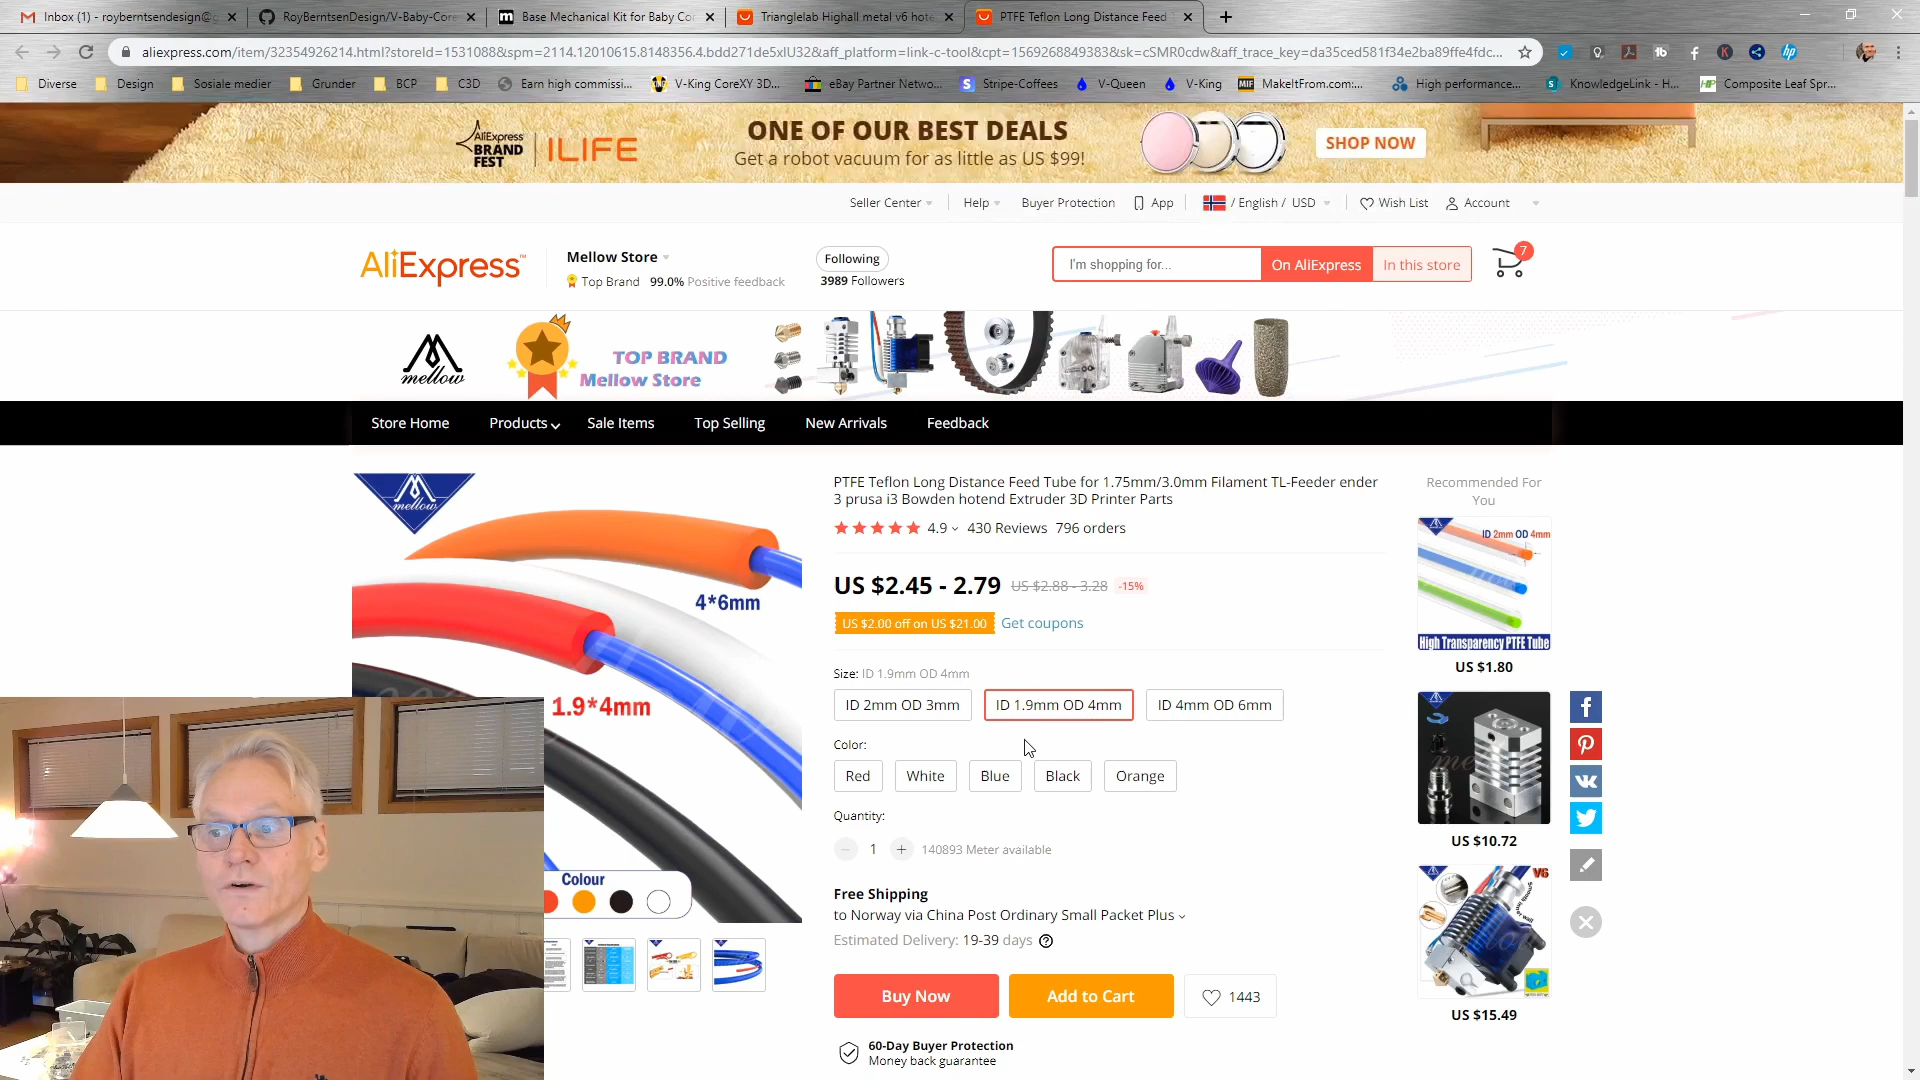 Inbox (1) - royberntsendesign@g
RoyBerntsenDesign/V-Baby-Core
Base Mechanical Kit for Baby Cor
Trianglelab Highall metal v6 hote
PTFE Teflon Long Distance Feed T
aliexpress.com/item/32354926214.html?storeId=1531088&spm=2114.12010615.8148356.4.bdd271de5xlU32&aff_platform=link-c-tool&cpt=1569268849383&sk=cSMR0cdw&aff_trace_key=da35ced581f34e2ba89ffe4fdc...
Diverse
Design
Sosiale medier
Grunder
BCP
C3D
Earn high commissi...
V-King CoreXY 3D...
eBay Partner Netwo...
Stripe-Coffees
V-Queen
V-King
MakeItFrom.com:...
High performance...
KnowledgeLink - H...
Composite Leaf Spr...
AliExpress
BRAND
FEST
ILIFE
ONE OF OUR BEST DEALS
Get a robot vacuum for as little as US $99!
SHOP NOW
Seller Center
Help
Buyer Protection
App
/ English / USD
Wish List
Account
AliExpress™
Mellow Store
Top Brand 99.0% Positive feedback
Following
3989 Followers
I'm shopping for...
On AliExpress
In this store
7
mellow
TOP BRAND
Mellow Store
Store Home
Products
Sale Items
Top Selling
New Arrivals
Feedback
mellow
4*6mm
1.9*4mm
Colour
PTFE Teflon Long Distance Feed Tube for 1.75mm/3.0mm Filament TL-Feeder ender
3 prusa i3 Bowden hotend Extruder 3D Printer Parts
4.9 430 Reviews 796 orders
US $2.45 - 2.79 US $2.88 - 3.28 -15%
US $2.00 off on US $21.00 Get coupons
Size: ID 1.9mm OD 4mm
ID 2mm OD 3mm
ID 1.9mm OD 4mm
ID 4mm OD 6mm
Color:
Red
White
Blue
Black
Orange
Quantity:
1
140893 Meter available
Free Shipping
to Norway via China Post Ordinary Small Packet Plus
Estimated Delivery: 19-39 days
Buy Now
Add to Cart
1443
60-Day Buyer Protection
Money back guarantee
Recommended For
You
ID 2mm OD 4mm
High Transparency PTFE Tube
US $1.80
US $10.72
V6
US $15.49